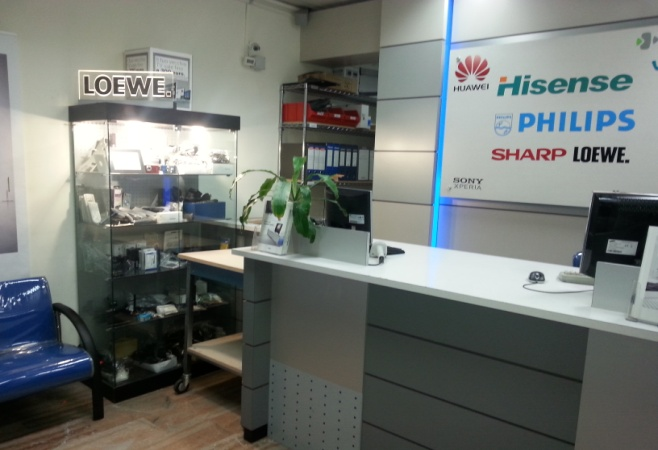 LOEWE.
HUAWEI
Hisense
PHILIPS
SHARP LOEWE.
SONY
XPERIA